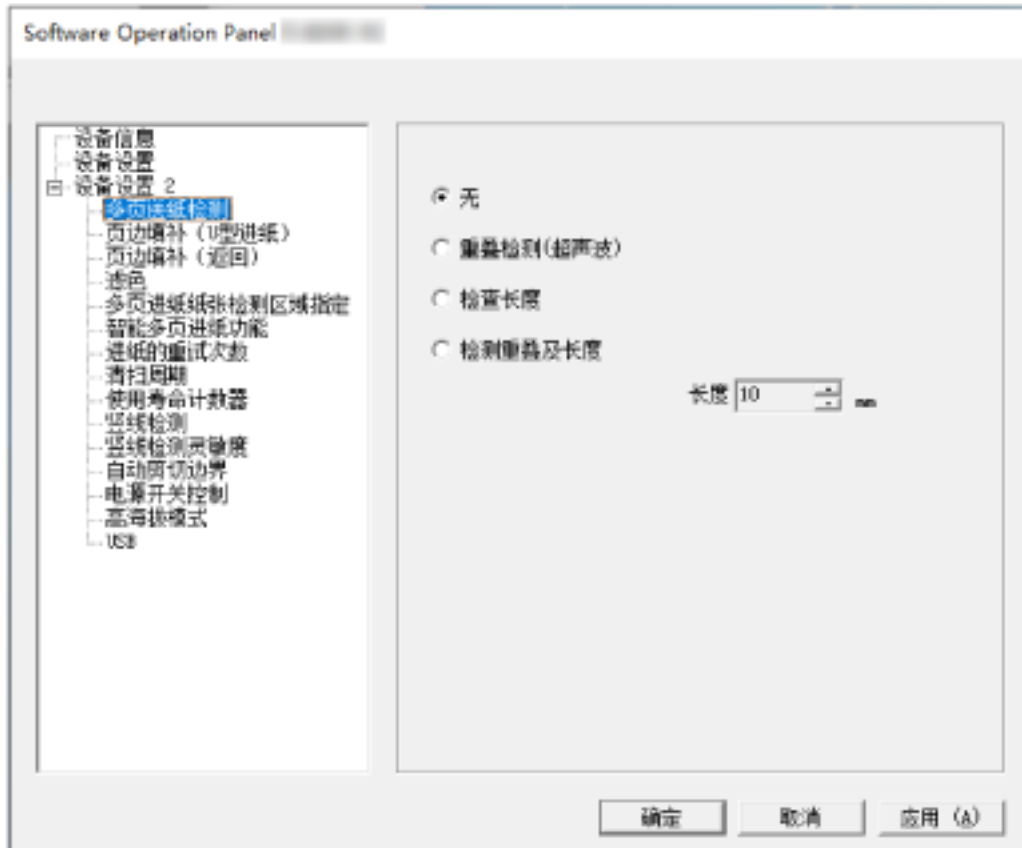 Software Operation Panel
设备信息
设备设置
设备设置 2
多页送纸检测
页边填补（U型进纸）
页边填补（返回）
滤色
多页进纸纸张检测区域指定
智能多页进纸功能
进纸的重试次数
清扫周期
使用寿命计数器
竖线检测
竖线检测灵敏度
自动剪切边界
电源开关控制
高海拔模式
USB
无
重叠检测(超声波)
检查长度
检测重叠及长度
长度 10 mm
确定 取消 应用 (A)